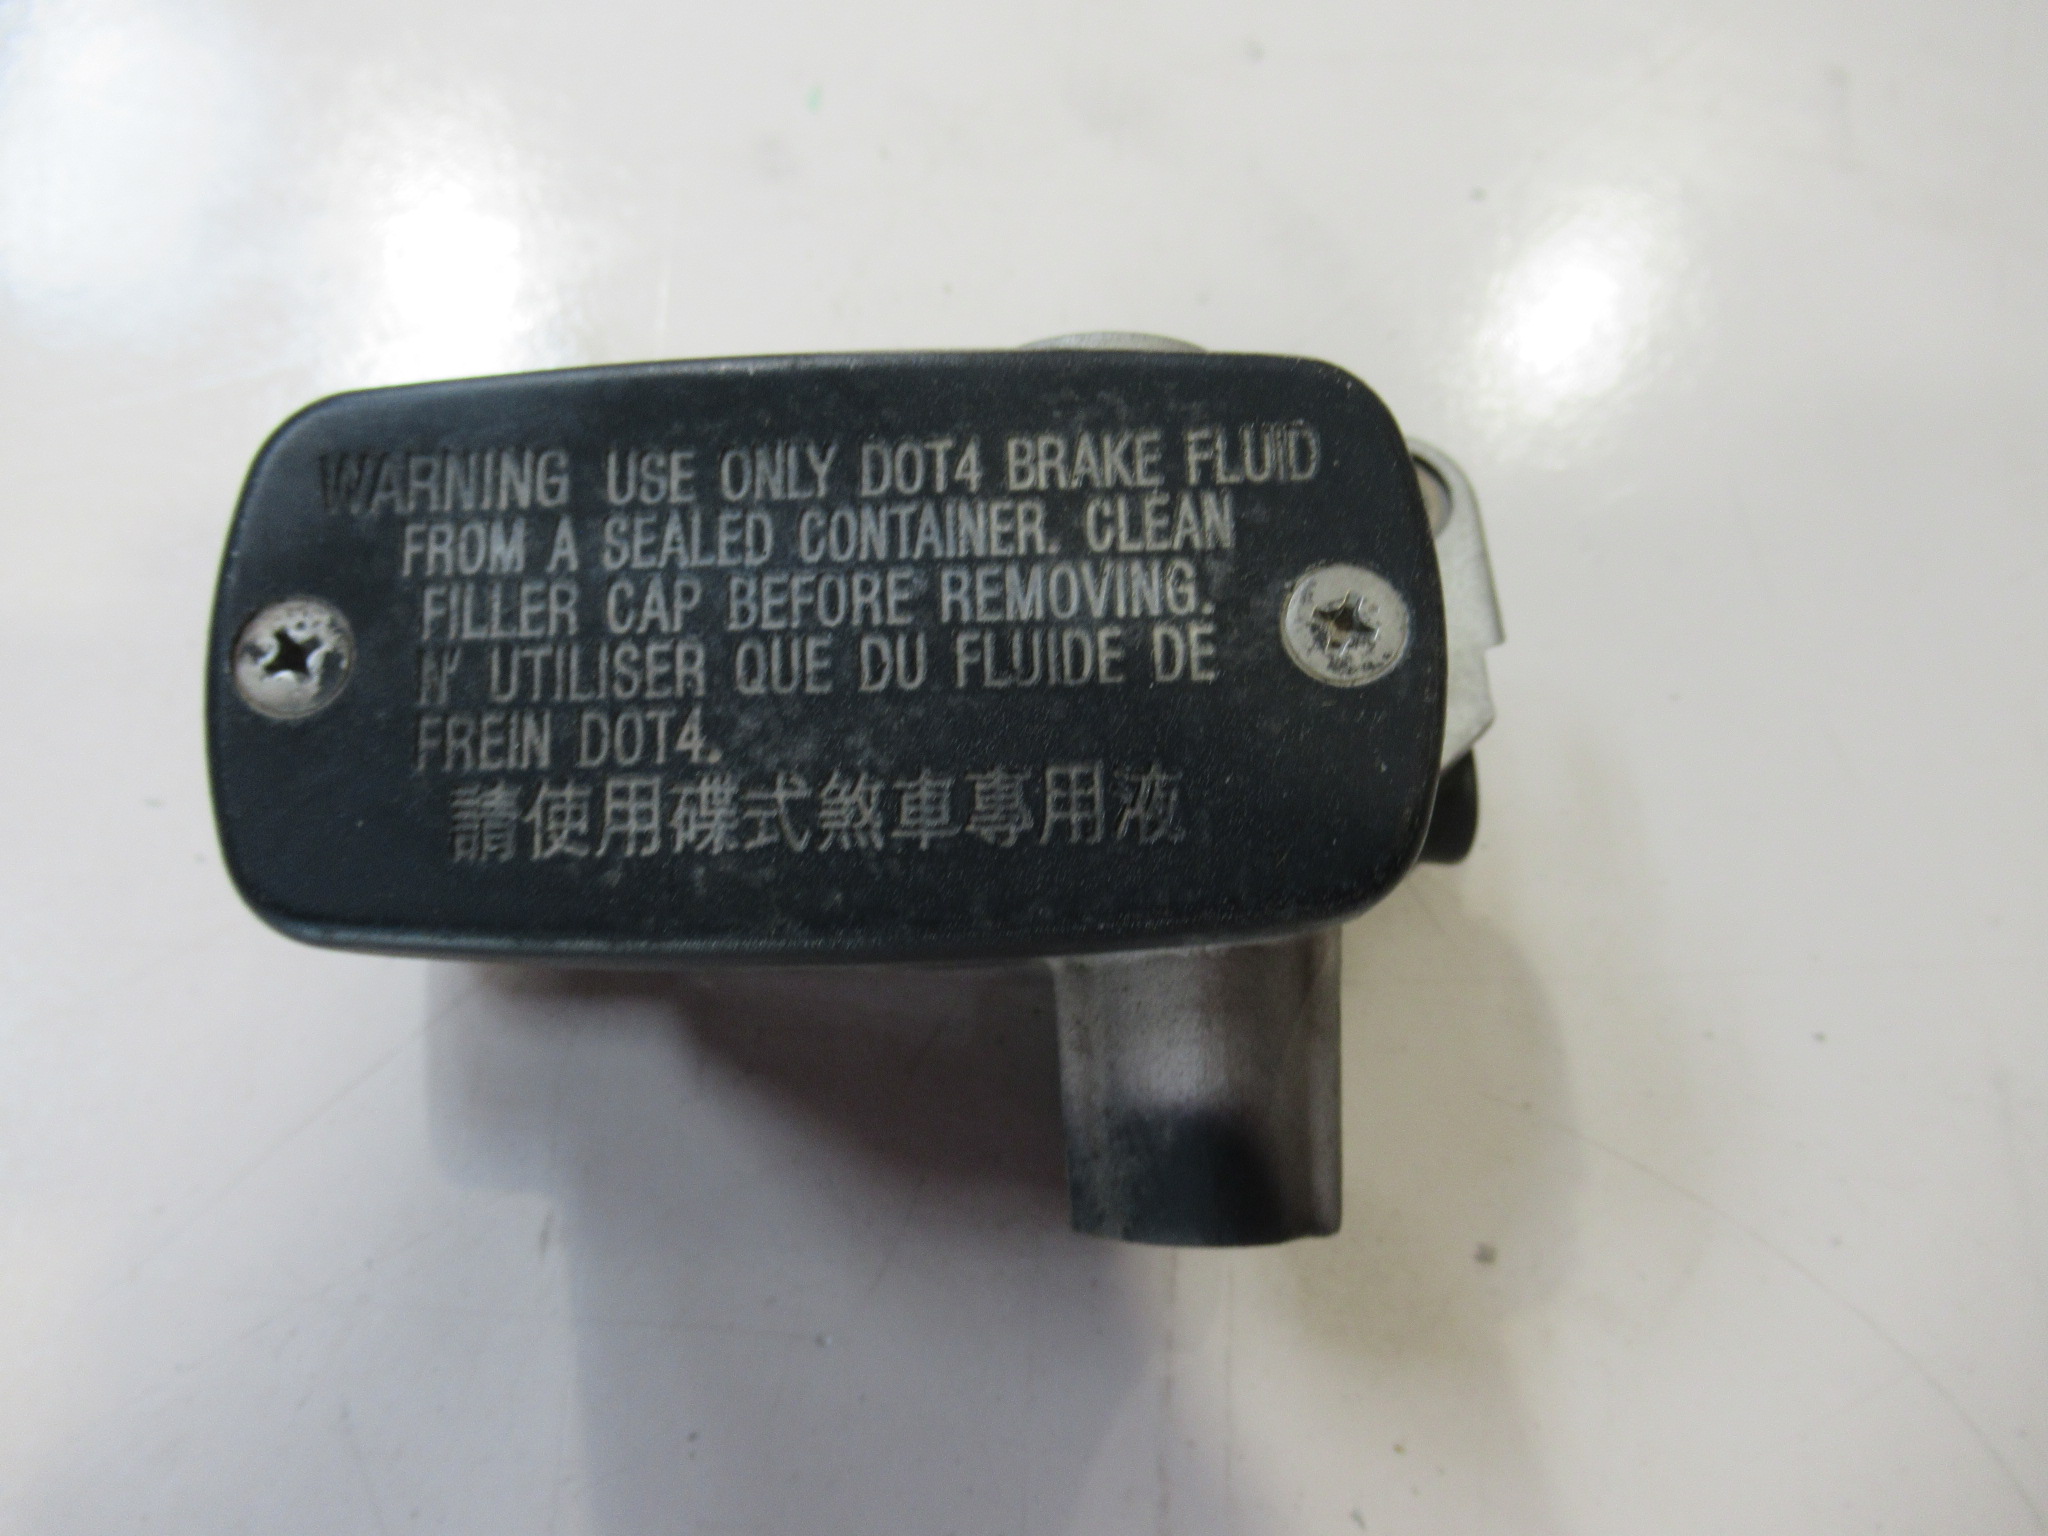 WARNING USE ONLY DOT4 BRAKE FLUID
FROM A SEALED CONTAINER. CLEAN
FILLER CAP BEFORE REMOVING.
N' UTILISER QUE DU FLUIDE DE
FREIN DOT4.
請使用碟式煞車專用液